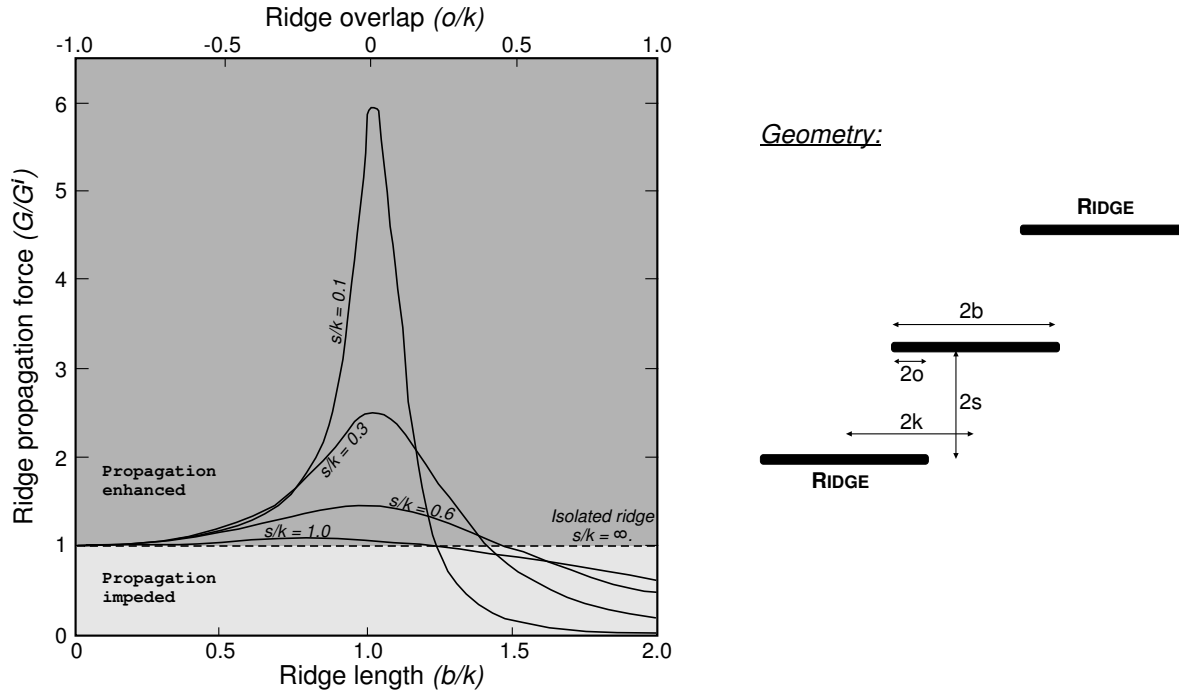 Ridge overlap (o/k)
-1.0 -0.5 0 0.5 1.0
Ridge propagation force (G/Gⁱ)
6
5
4
3
2
1
0
s/k = 0.1
s/k = 0.3
s/k = 0.6
s/k = 1.0
Propagation
enhanced
Isolated ridge
s/k = ∞.
Propagation
impeded
0 0.5 1.0 1.5 2.0
Ridge length (b/k)
Geometry:
RIDGE
2b
2o
2s
2k
RIDGE